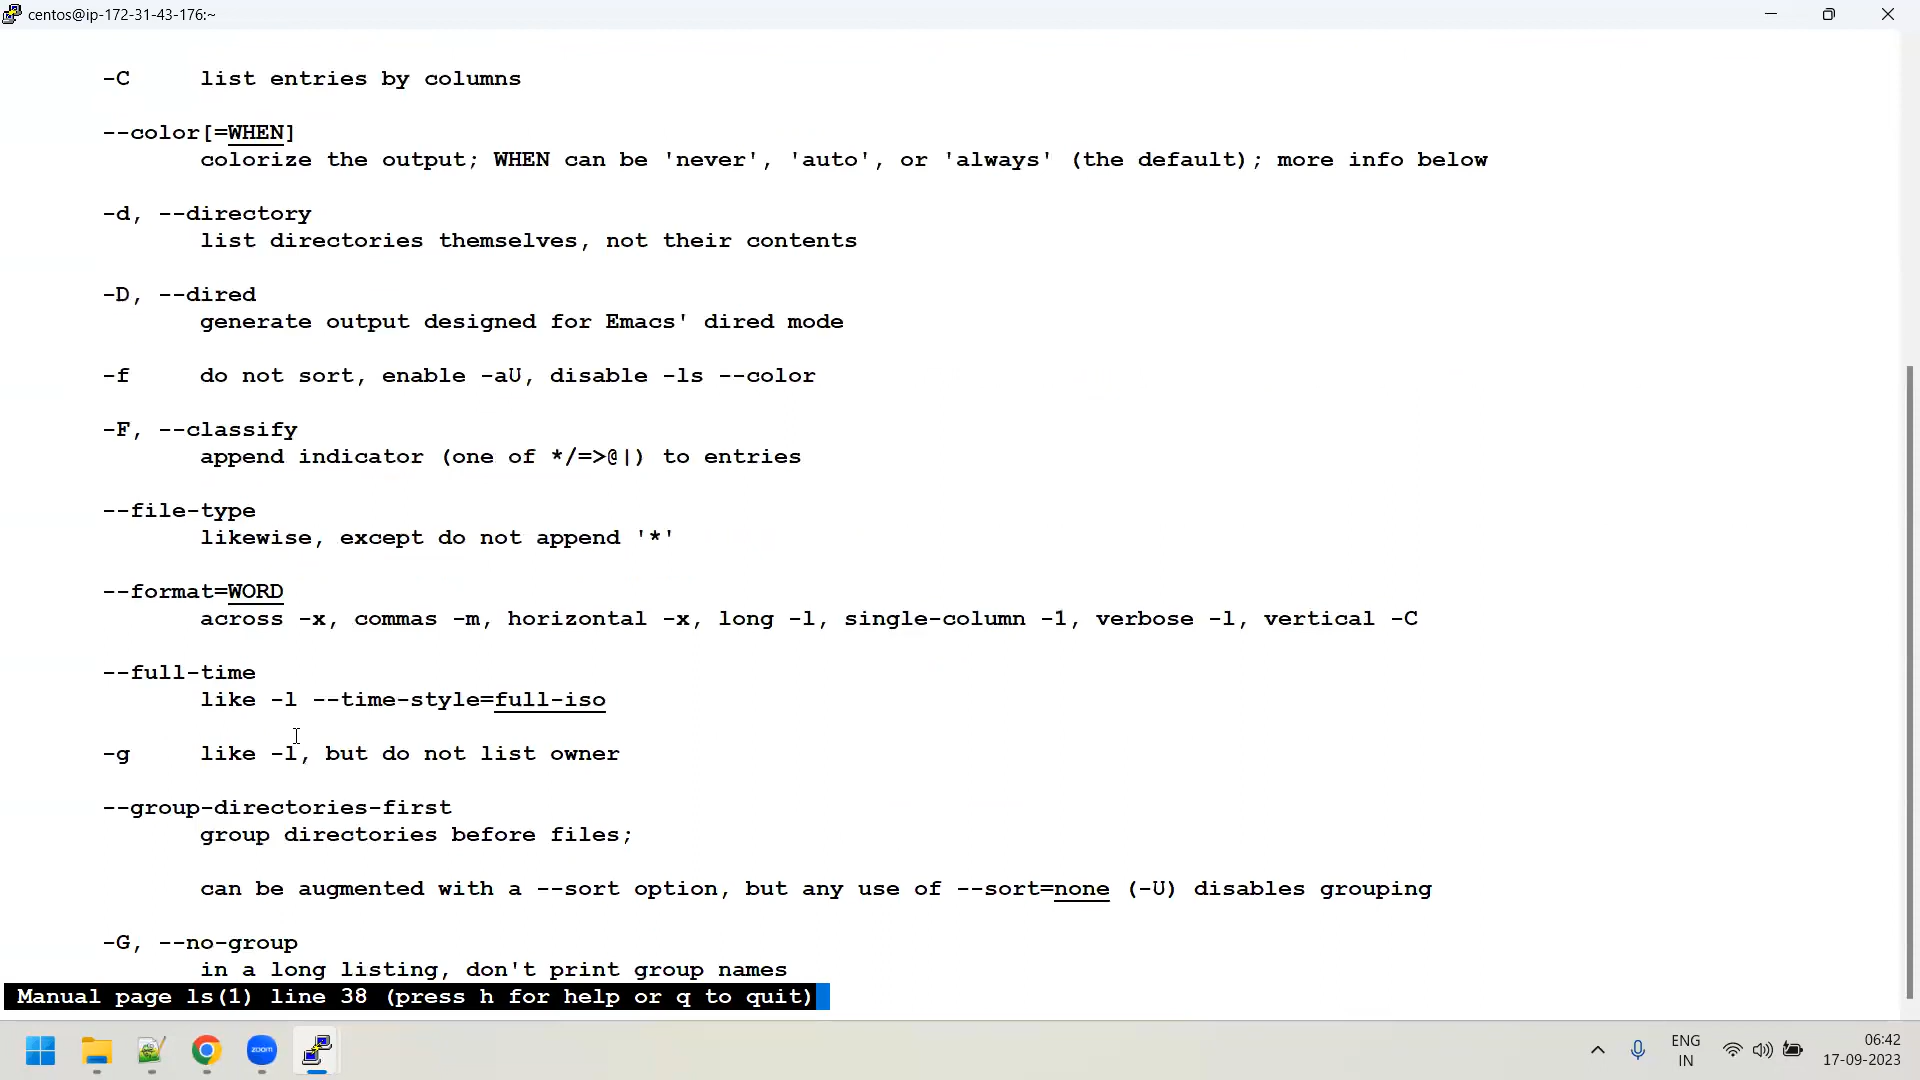 centos@ip-172-31-43-176:~
-C list entries by columns
--color[=WHEN]
colorize the output; WHEN can be 'never', 'auto', or 'always' (the default); more info below
-d, --directory
list directories themselves, not their contents
-D, --dired
generate output designed for Emacs' dired mode
-f do not sort, enable -aU, disable -ls --color
-F, --classify
append indicator (one of */=>@|) to entries
--file-type
likewise, except do not append '*'
--format=WORD
across -x, commas -m, horizontal -x, long -l, single-column -1, verbose -l, vertical -C
--full-time
like -l --time-style=full-iso
-g like -l, but do not list owner
--group-directories-first
group directories before files;
can be augmented with a --sort option, but any use of --sort=none (-U) disables grouping
-G, --no-group
in a long listing, don't print group names
Manual page ls(1) line 38 (press h for help or q to quit)
zoom
ENG
IN
06:42
17-09-2023